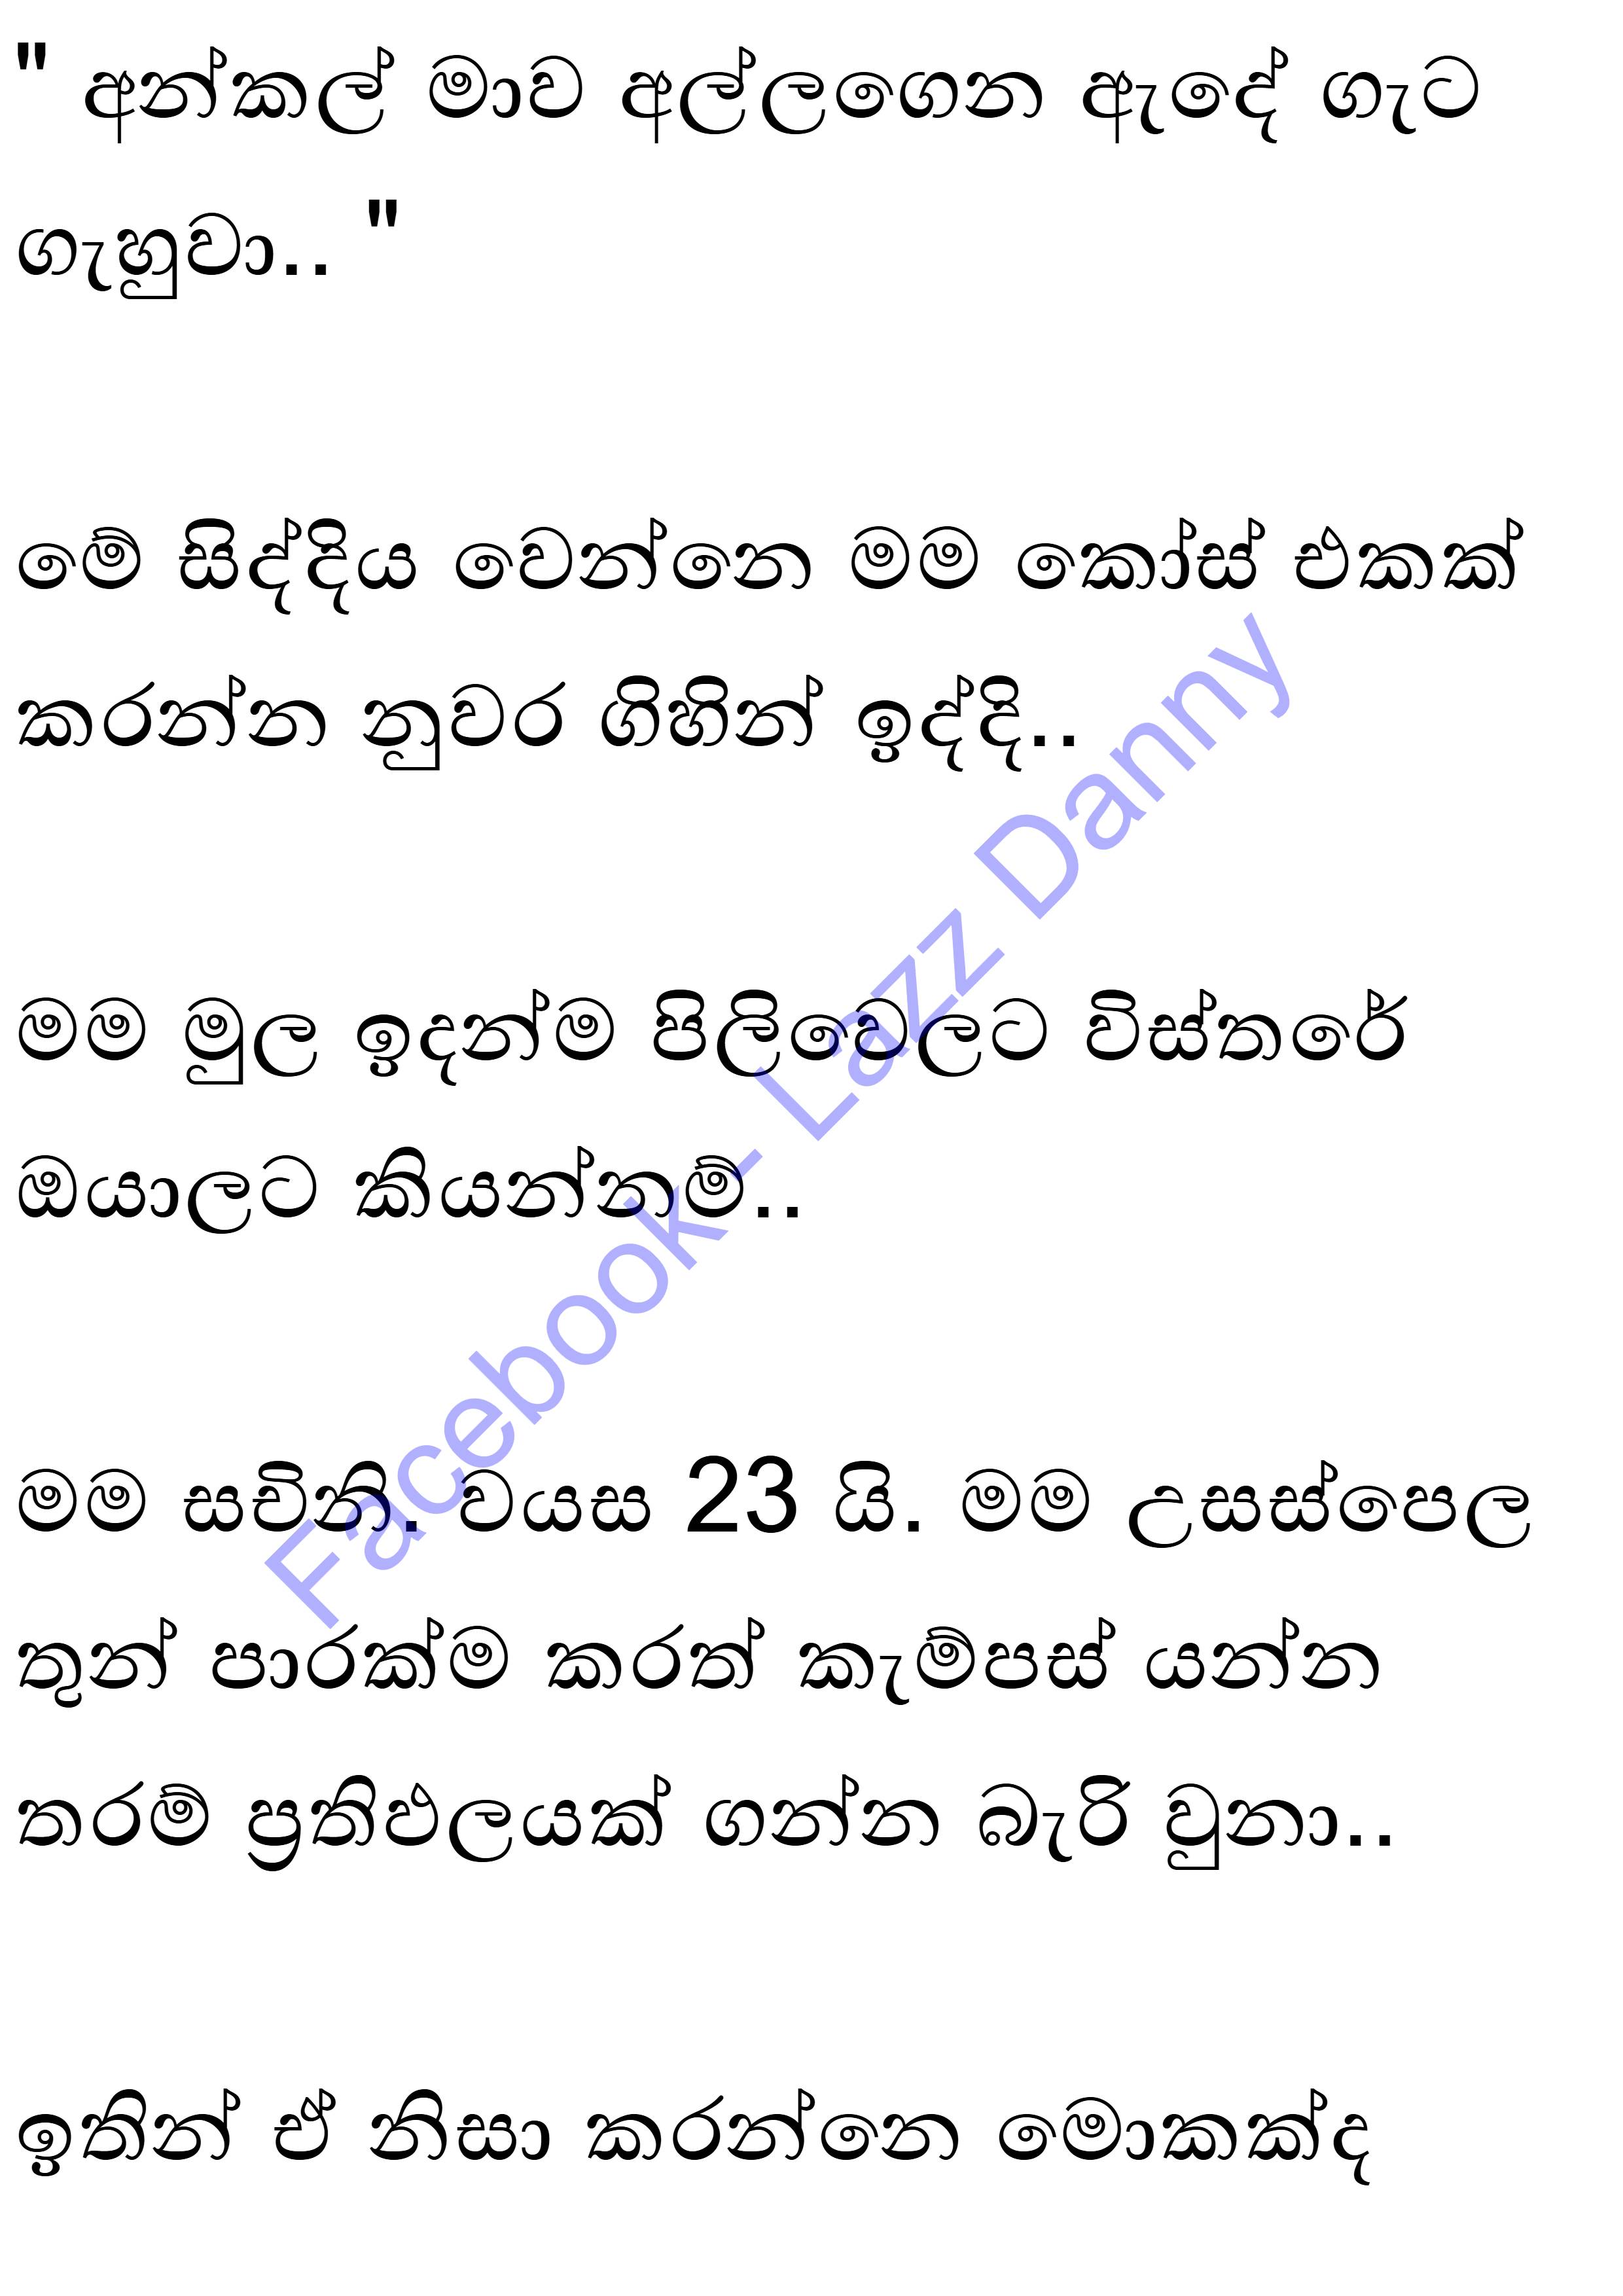 " අන්කල් මාව අල්ලගෙන ඇඳේ ගැට
ගැහුවා.. "
මේ සිද්දිය වෙන්නෙ මම කෝස් එකක්
කරන්න නුවර ගිහින් ඉද්දි..
මම මුල ඉදන්ම පිලිවෙලට විස්තරේ
ඔයාලට කියන්නම්..
මම සචිනි. වයස 23 යි. මම උසස්පෙල
තුන් පාරක්ම කරත් කැම්පස් යන්න
තරම් ප්‍රතිඵලයක් ගන්න බැරි වුනා..
ඉතින් ඒ නිසා කරන්නෙ මොකක්ද
Facebook - Lazz Danny